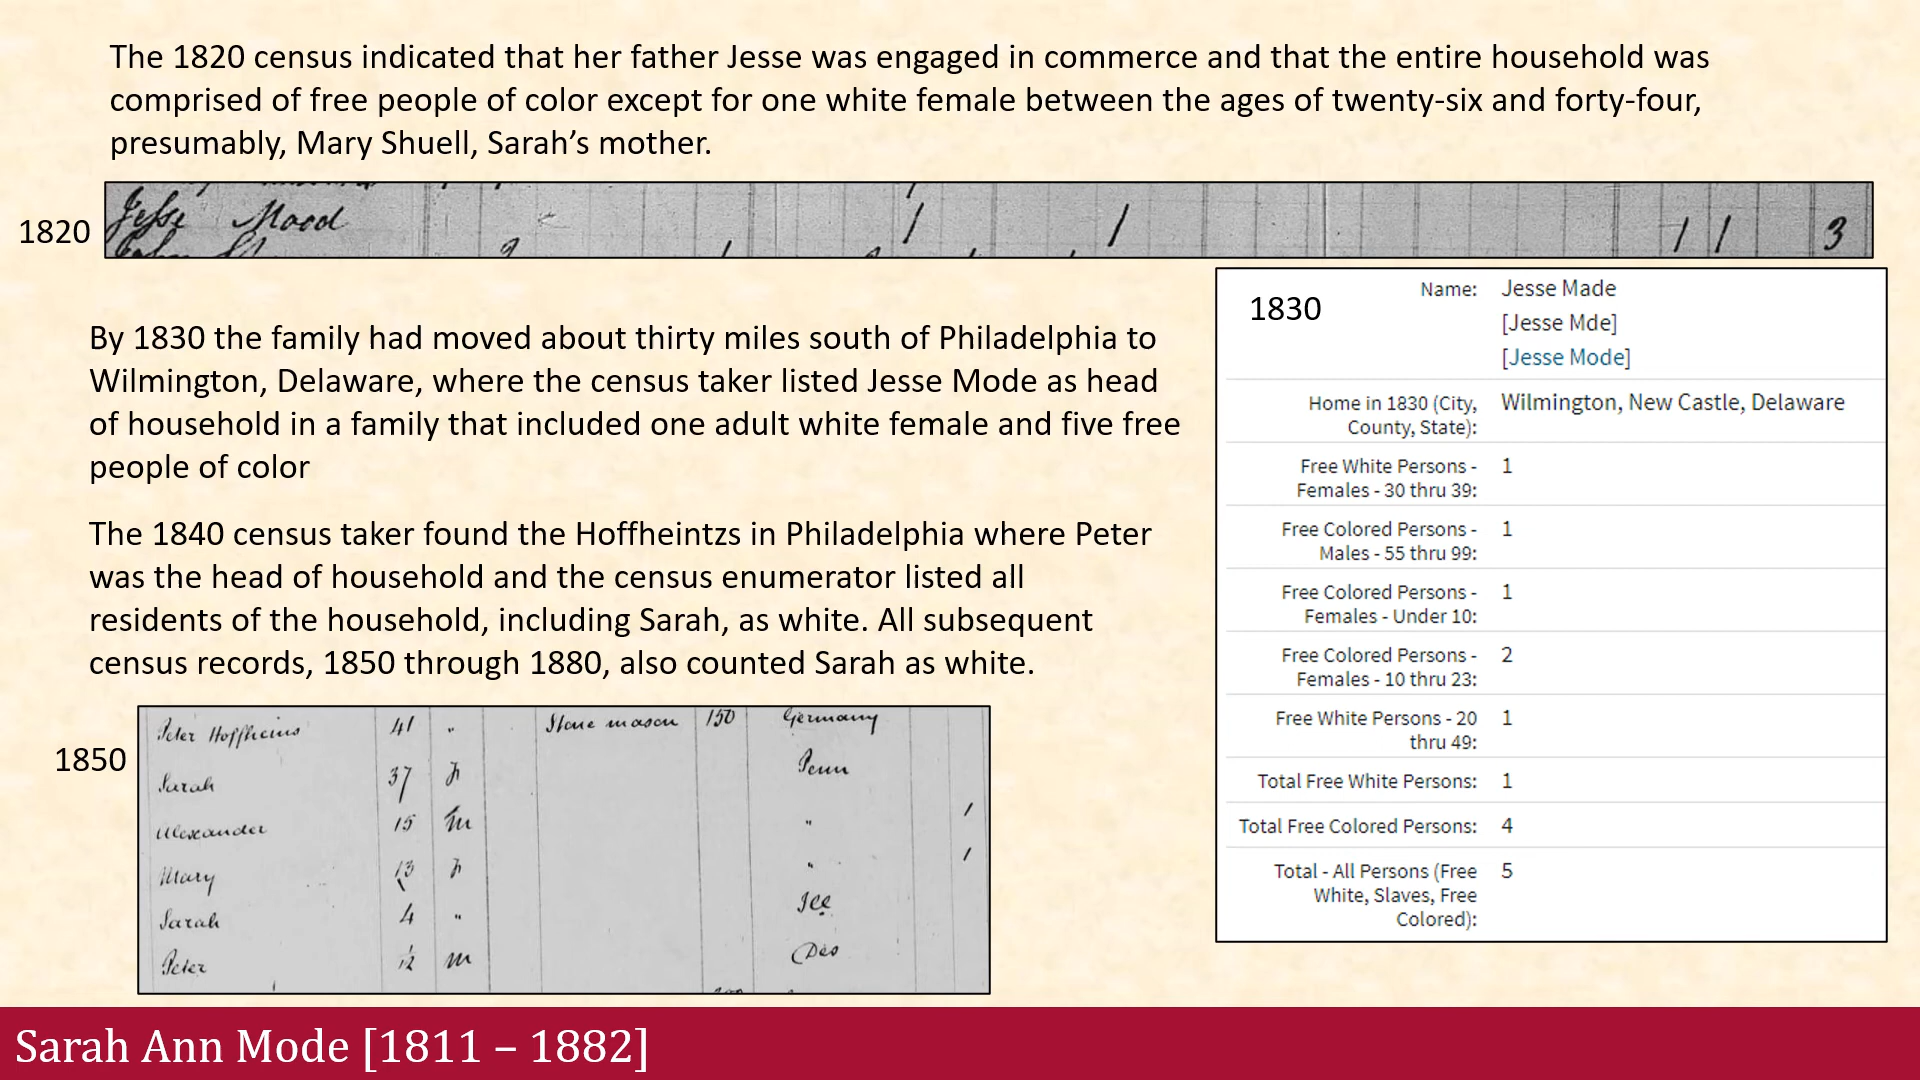 The 1820 census indicated that her father Jesse was engaged in commerce and that the entire household was
comprised of free people of color except for one white female between the ages of twenty-six and forty-four,
presumably, Mary Shuell, Sarah’s mother.
1820
Jesse Mood 1 1 1 1 3
By 1830 the family had moved about thirty miles south of Philadelphia to
Wilmington, Delaware, where the census taker listed Jesse Mode as head
of household in a family that included one adult white female and five free
people of color
The 1840 census taker found the Hoffheintzs in Philadelphia where Peter
was the head of household and the census enumerator listed all
residents of the household, including Sarah, as white. All subsequent
census records, 1850 through 1880, also counted Sarah as white.
1850
Peter Hoffheins 41 " Stone mason 150 Germany
Sarah 37 F Penn
Alexander 15 m " 1
Mary 13 F " 1
Sarah 4 "
Peter m
1830
Name: Jesse Made
[Jesse Mde]
[Jesse Mode]
Home in 1830 (City, Wilmington, New Castle, Delaware
County, State):
Free White Persons - 1
Females - 30 thru 39:
Free Colored Persons - 1
Males - 55 thru 99:
Free Colored Persons - 1
Females - Under 10:
Free Colored Persons - 2
Females - 10 thru 23:
Free White Persons - 20 1
thru 49:
Total Free White Persons: 1
Total Free Colored Persons: 4
Total - All Persons (Free 5
White, Slaves, Free
Colored):
Sarah Ann Mode [1811 – 1882]